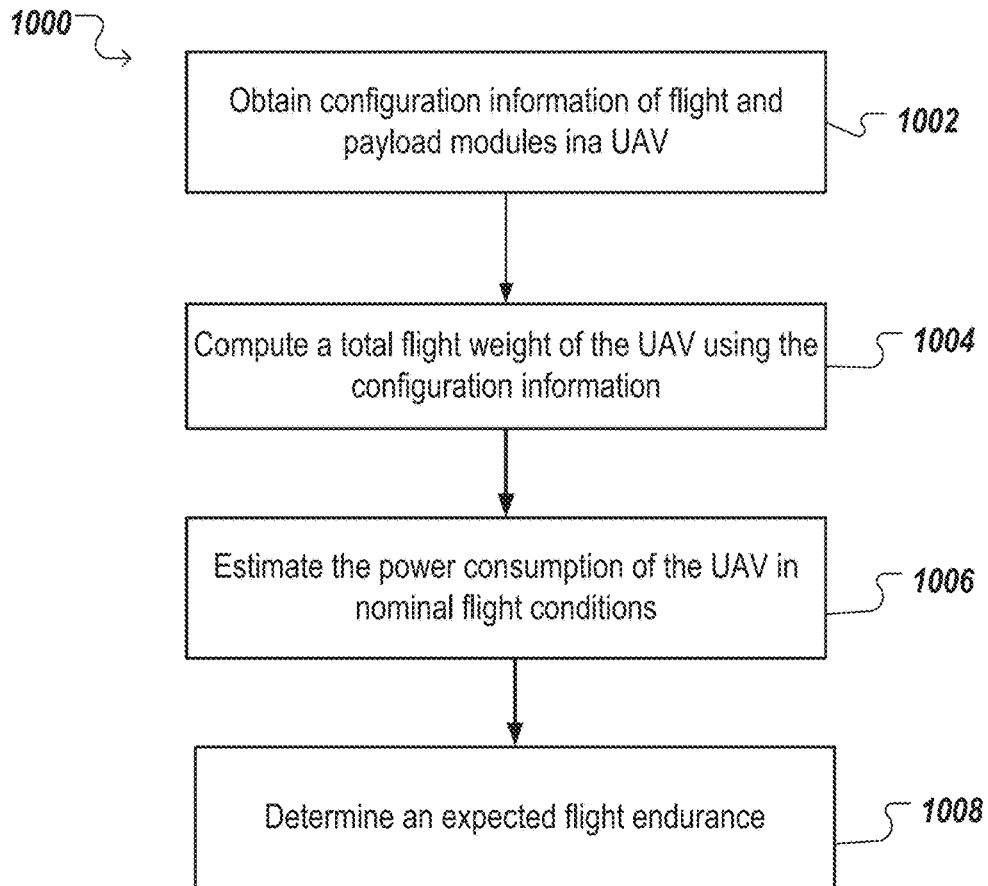 1000
Obtain configuration information of flight and
payload modules ina UAV
1002
Compute a total flight weight of the UAV using the
configuration information
1004
Estimate the power consumption of the UAV in
nominal flight conditions
1006
Determine an expected flight endurance
1008